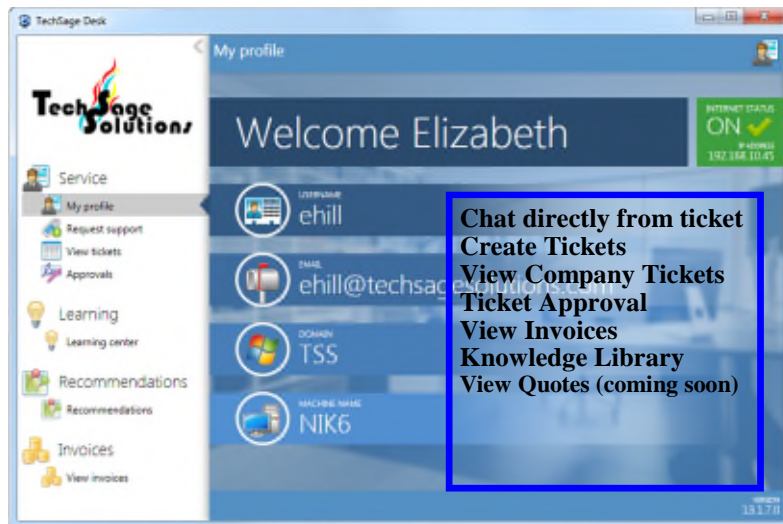 TechSage Desk
My profile
TechSage
Solutions
Welcome Elizabeth
INTERNET STATUS
ON
IP ADDRESS
192.168.10.45
Service
My profile
Request support
View tickets
Approvals
Learning
Learning center
Recommendations
Recommendations
Invoices
View invoices
USERNAME
ehill
EMAIL
ehill@techsagesolutions.com
DOMAIN
TSS
MACHINE NAME
NIK6
Chat directly from ticket
Create Tickets
View Company Tickets
Ticket Approval
View Invoices
Knowledge Library
View Quotes (coming soon)
VERSION